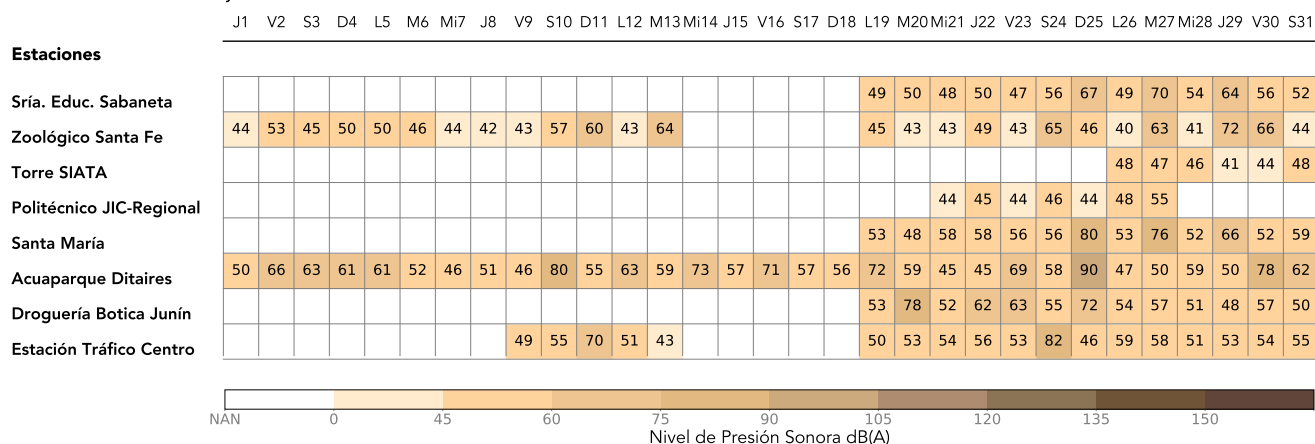 J1 V2 S3 D4 L5 M6 Mi7 J8 V9 S10 D11 L12 M13 Mi14 J15 V16 S17 D18 L19 M20 Mi21 J22 V23 S24 D25 L26 M27 Mi28 J29 V30 S31
Estaciones
Sría. Educ. Sabaneta 49 50 48 50 47 56 67 49 70 54 64 56 52
Zoológico Santa Fe 44 53 45 50 50 46 44 42 43 57 60 43 64 45 43 43 49 43 65 46 40 63 41 72 66 44
Torre SIATA 48 47 46 41 44 48
Politécnico JIC-Regional 44 45 44 46 44 48 55
Santa María 53 48 58 58 56 56 80 53 76 52 66 52 59
Acuaparque Ditaires 50 66 63 61 61 52 46 51 46 80 55 63 59 73 57 71 57 56 72 59 45 45 69 58 90 47 50 59 50 78 62
Droguería Botica Junín 53 78 52 62 63 55 72 54 57 51 48 57 50
Estación Tráfico Centro 49 55 70 51 43 50 53 54 56 53 82 46 59 58 51 53 54 55
NAN 0 45 60 75 90 105 120 135 150
Nivel de Presión Sonora dB(A)